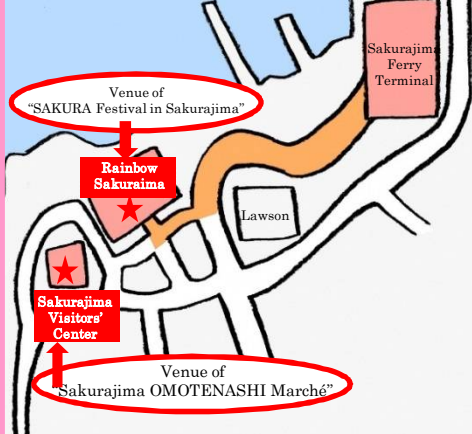 Sakurajima
Ferry
Terminal
Venue of
“SAKURA Festival in Sakurajima”
Rainbow
Sakuraima
Lawson
Sakurajima
Visitors’
Center
Venue of
“Sakurajima OMOTENASHI Marché”